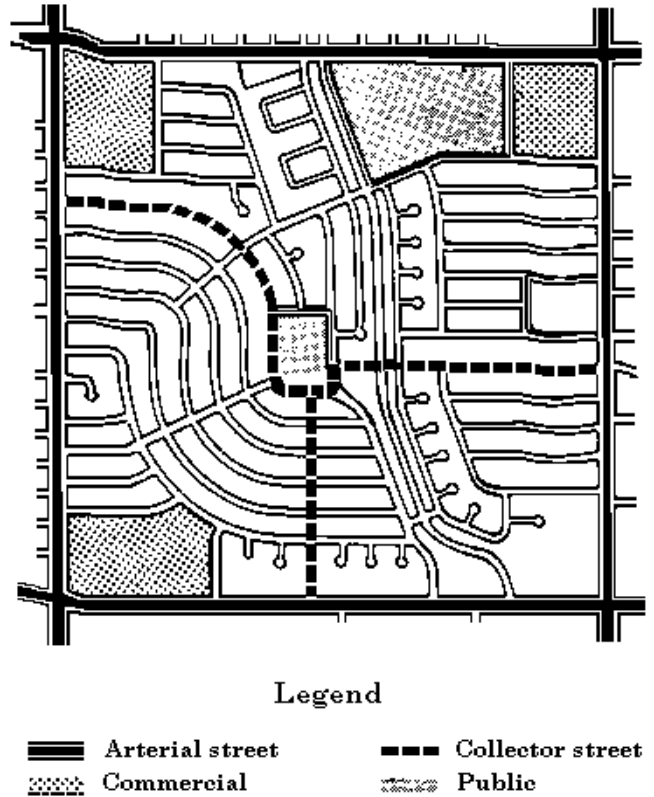 Legend
Arterial street
Collector street
Commercial
Public